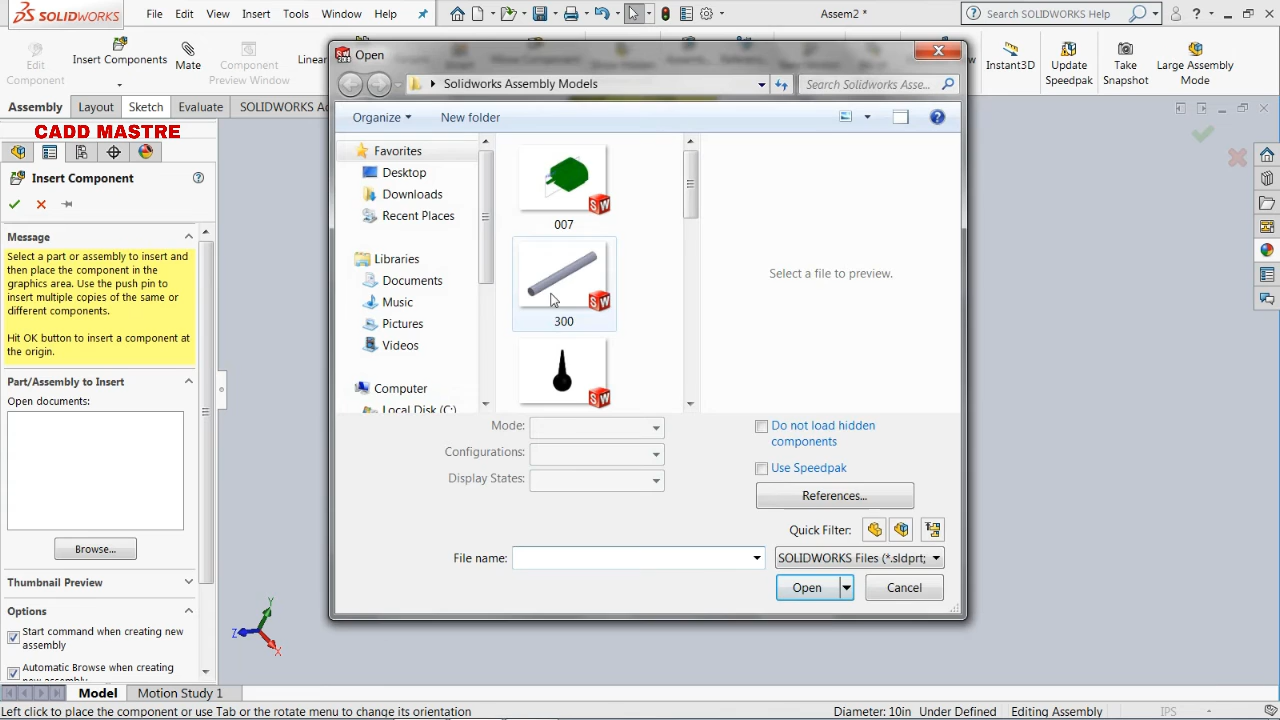 SOLIDWORKS
File
Edit
View
Insert
Tools
Window
Help
Assem2 *
Search SOLIDWORKS Help
Edit
Component
Insert Components
Mate
Component
Preview Window
Linear
Instant3D
Update
Speedpak
Take
Snapshot
Large Assembly
Mode
Assembly
Layout
Sketch
Evaluate
SOLIDWORKS Ad
CADD MASTRE
Insert Component
Message
Select a part or assembly to insert and
then place the component in the
graphics area. Use the push pin to
insert multiple copies of the same or
different components.
Hit OK button to insert a component at
the origin.
Part/Assembly to Insert
Open documents:
Browse...
Thumbnail Preview
Options
Start command when creating new
assembly
Automatic Browse when creating
new assembly
Open
Solidworks Assembly Models
Search Solidworks Asse...
Organize
New folder
Favorites
Desktop
Downloads
Recent Places
Libraries
Documents
Music
Pictures
Videos
Computer
Local Disk (C:)
007
300
SW
SW
SW
Select a file to preview.
Mode:
Configurations:
Display States:
Do not load hidden
components
Use Speedpak
References...
Quick Filter:
File name:
SOLIDWORKS Files (*.sldprt;
Open
Cancel
Y
Z
X
Model
Motion Study 1
Left click to place the component or use Tab or the rotate menu to change its orientation
Diameter: 10in
Under Defined
Editing Assembly
IPS